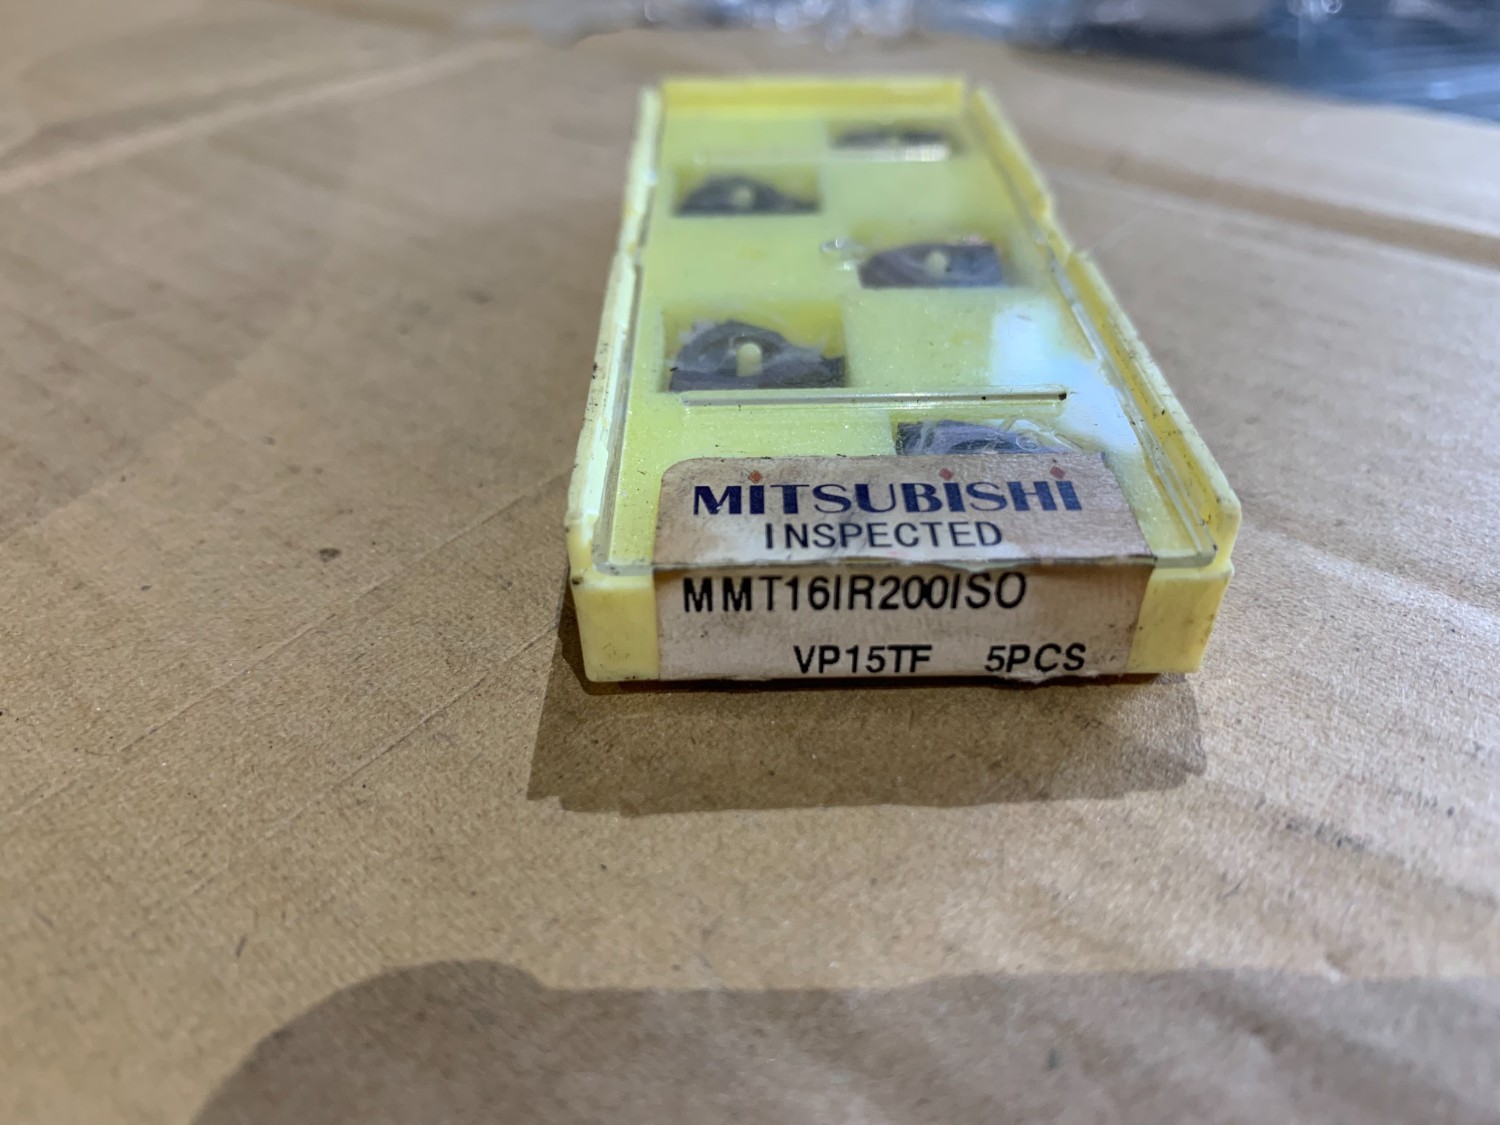 MITSUBISHI
INSPECTED
MMT16IR200ISO
VP15TF 5PCS